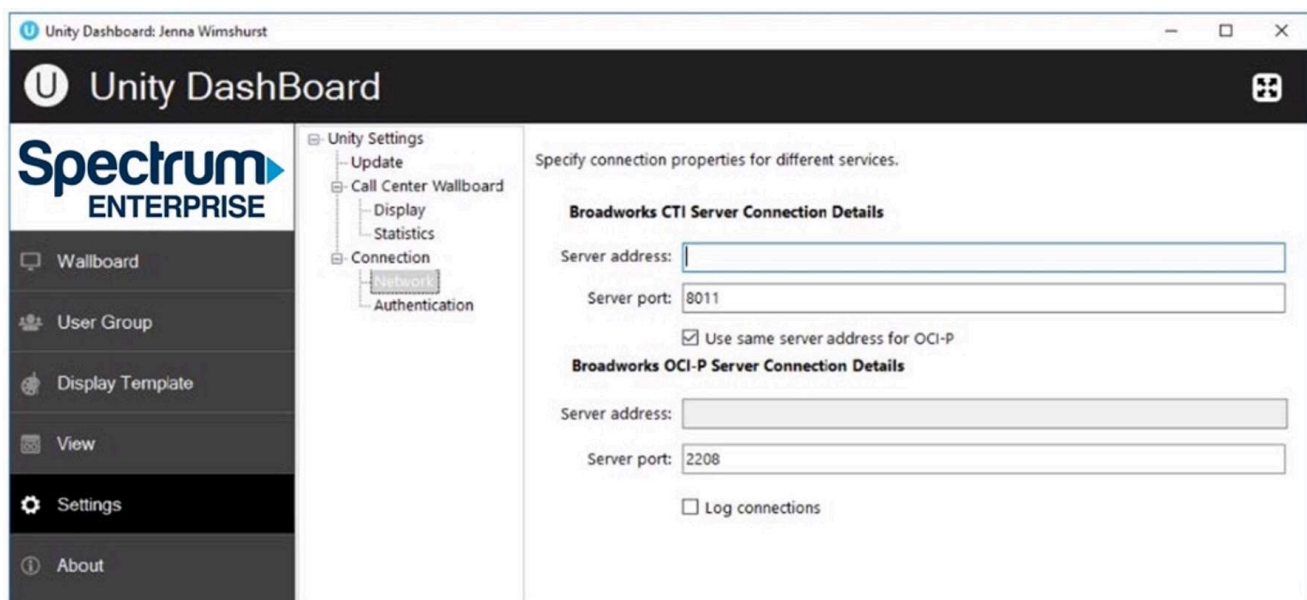 Unity Dashboard: Jenna Wimshurst
Unity DashBoard
Spectrum
ENTERPRISE
Wallboard
User Group
Display Template
View
Settings
About
Unity Settings
Update
Call Center Wallboard
Display
Statistics
Connection
Network
Authentication
Specify connection properties for different services.
Broadworks CTI Server Connection Details
Server address:
Server port: 8011
Use same server address for OCI-P
Broadworks OCI-P Server Connection Details
Server address:
Server port: 2208
Log connections